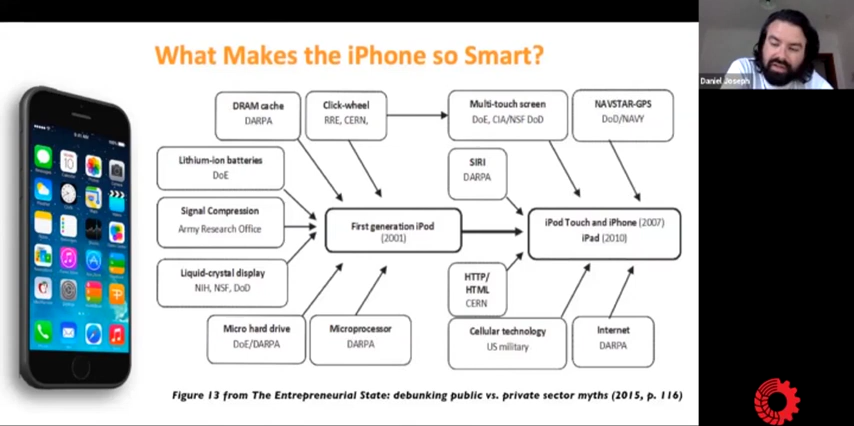 What Makes the iPhone so Smart?
Daniel Joseph
DRAM cache
DARPA
Click-wheel
RRE, CERN,
Multi-touch screen
DoE, CIA/NSF DoD
NAVSTAR-GPS
DoD/NAVY
Lithium-ion batteries
DoE
SIRI
DARPA
Signal Compression
Army Research Office
First generation iPod
(2001)
iPod Touch and iPhone (2007)
iPad (2010)
Liquid-crystal display
NIH, NSF, DoD
HTTP/
HTML
CERN
Micro hard drive
DoE/DARPA
Microprocessor
DARPA
Cellular technology
US military
Internet
DARPA
Figure 13 from The Entrepreneurial State: debunking public vs. private sector myths (2015, p. 116)